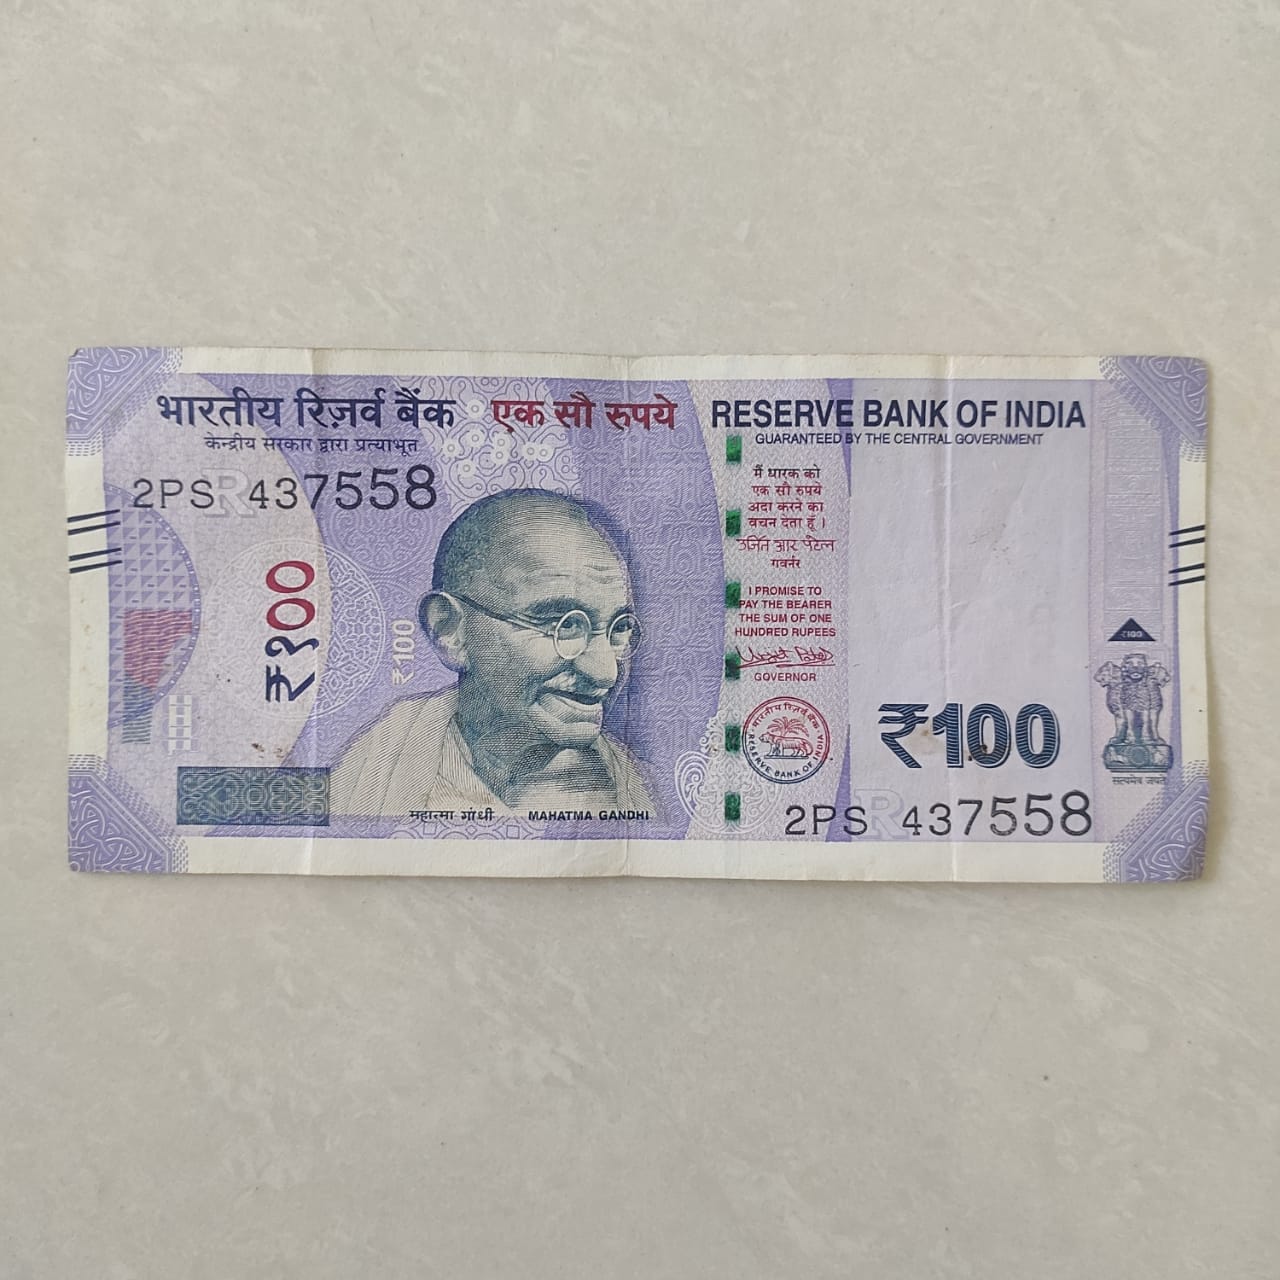 भारतीय रिज़र्व बैंक एक सौ रुपये RESERVE BANK OF INDIA
केन्द्रीय सरकार द्वारा प्रत्याभूत GUARANTEED BY THE CENTRAL GOVERNMENT
2PS 437558
R
मैं धारक को
एक सौ रुपये
अदा करने का
वचन देता हूँ ।
उर्जित आर पटेल
गवर्नर
I PROMISE TO
PAY THE BEARER
THE SUM OF ONE
HUNDRED RUPEES
Urjit Patel
GOVERNOR
₹१००
₹100
₹100
भारतीय रिज़र्व बैंक
RESERVE BANK OF INDIA
₹100
सत्यमेव जयते
महात्मा गांधी MAHATMA GANDHI
2PS 437558
R